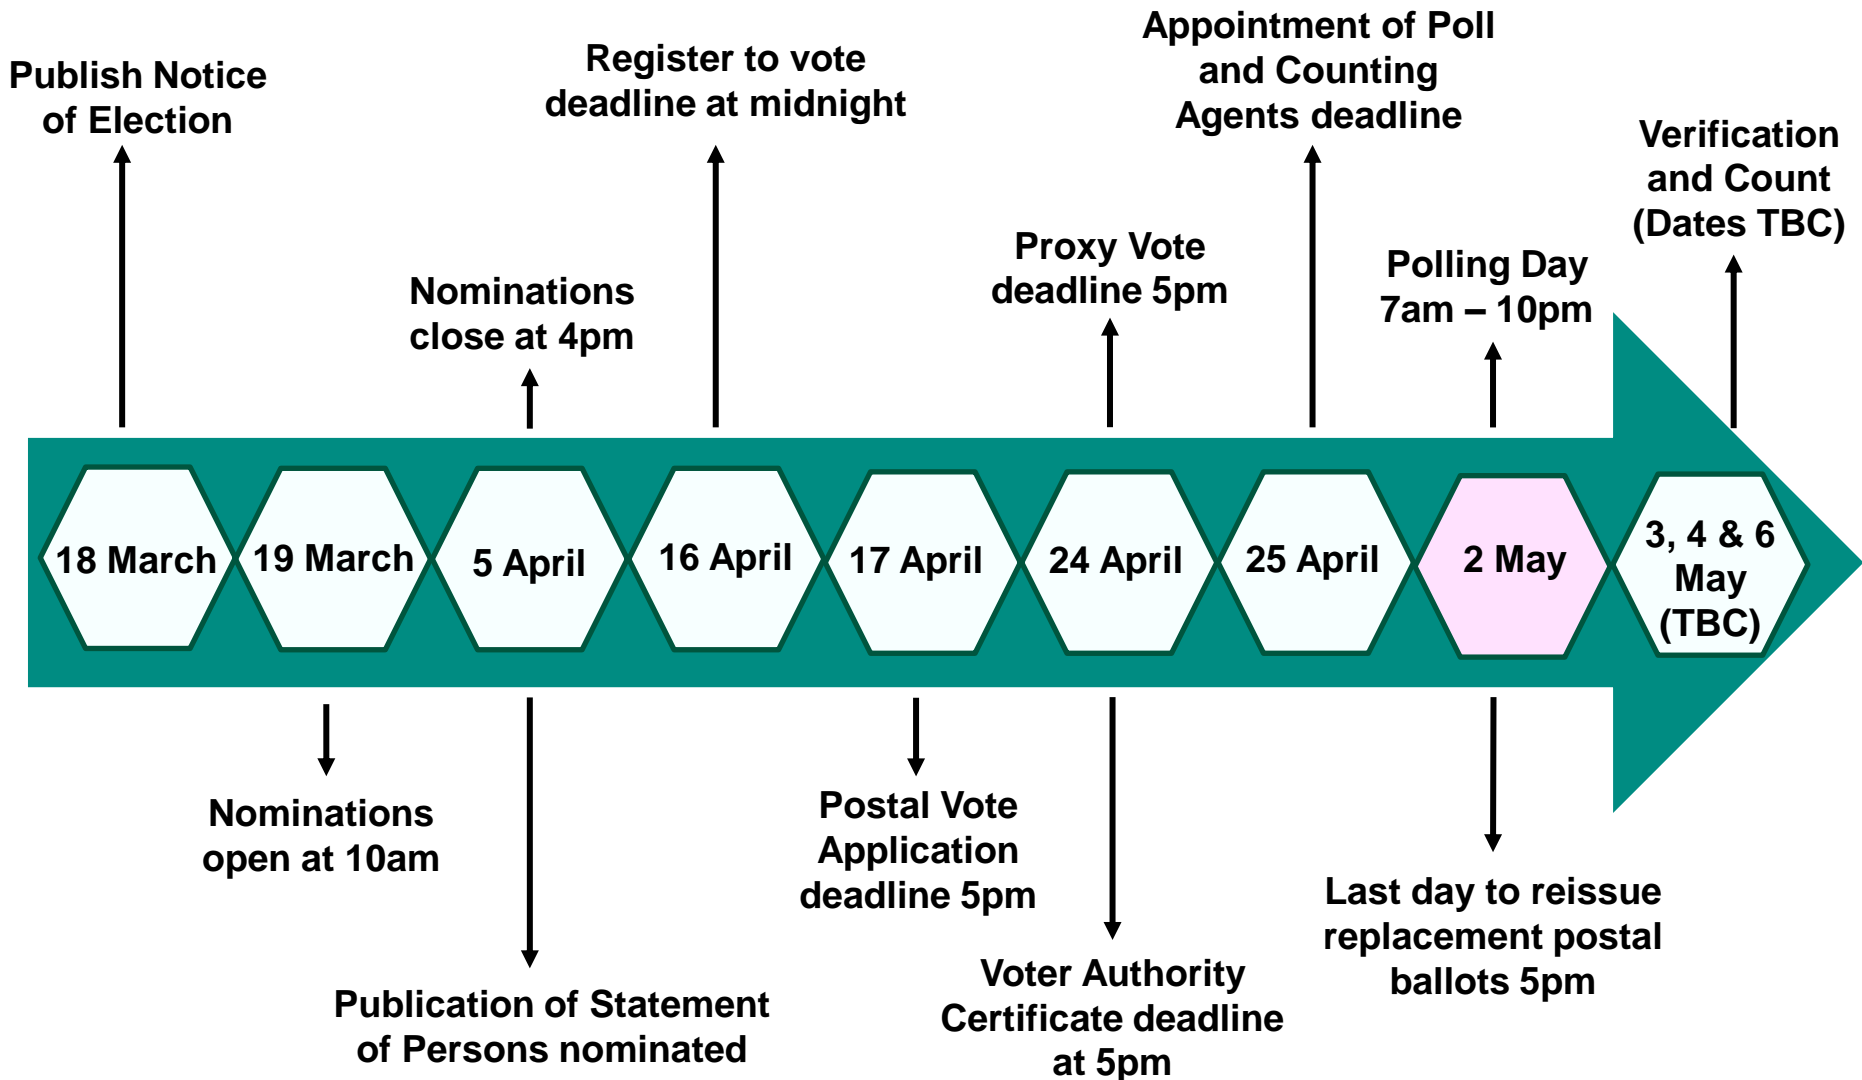 Publish Notice
of Election
Register to vote
deadline at midnight
Appointment of Poll
and Counting
Agents deadline
Verification
and Count
(Dates TBC)
Nominations
close at 4pm
Proxy Vote
deadline 5pm
Polling Day
7am – 10pm
18 March
19 March
5 April
16 April
17 April
24 April
25 April
2 May
3, 4 & 6
May
(TBC)
Nominations
open at 10am
Publication of Statement
of Persons nominated
Postal Vote
Application
deadline 5pm
Voter Authority
Certificate deadline
at 5pm
Last day to reissue
replacement postal
ballots 5pm